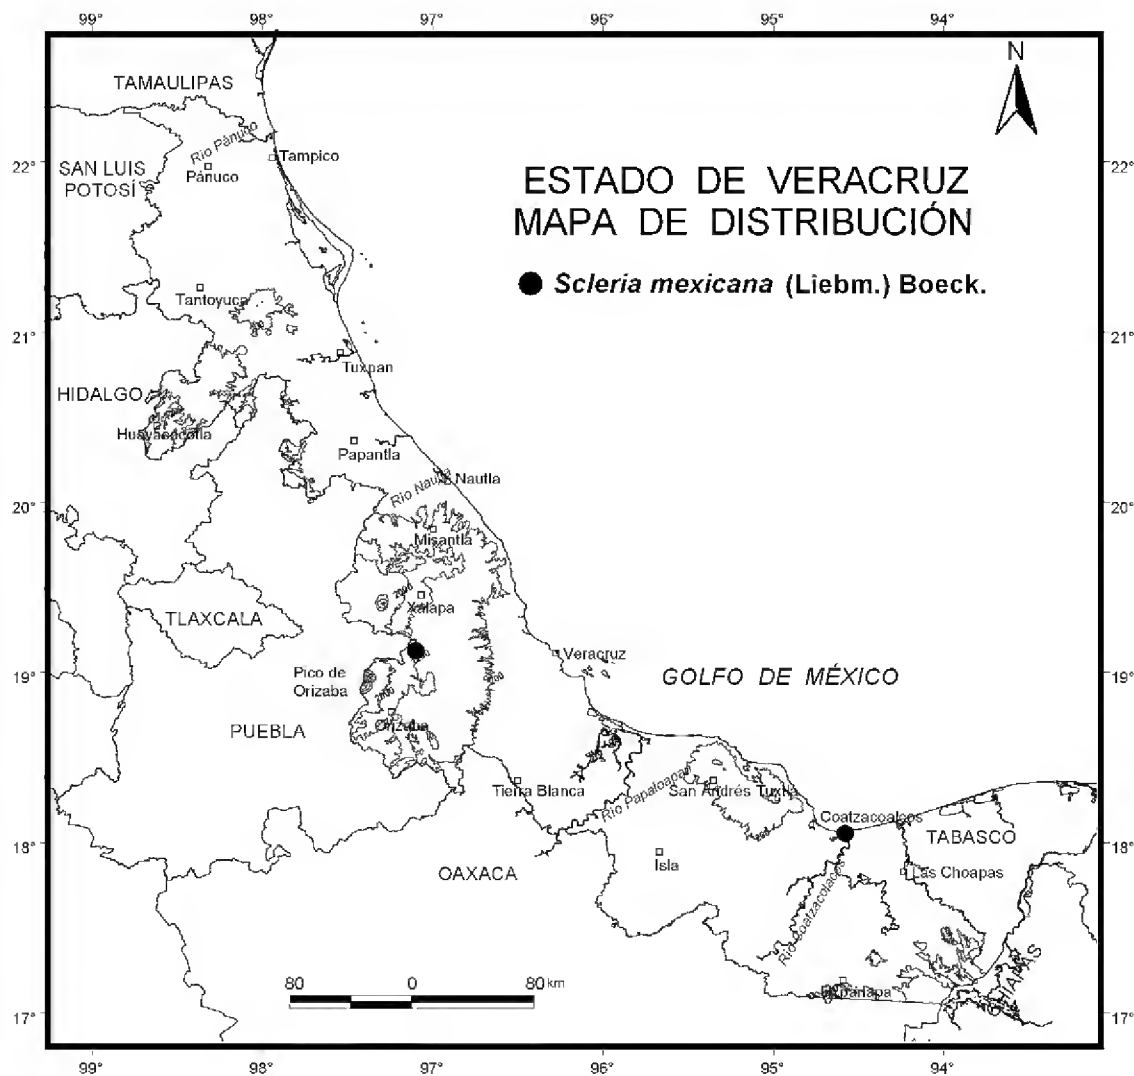 99° 98° 97° 96° 95° 94°
N
TAMAULIPAS
Río Pánuco
22° Tampico 22°
SAN LUIS
POTOSÍ
Pánuco
ESTADO DE VERACRUZ
MAPA DE DISTRIBUCIÓN
Scleria mexicana (Liebm.) Boeck.
Tantoyuca
21° 21°
Tuxpan
HIDALGO
Huayacocotla
Papantla
Río Nautla
Nautla
20° 20°
Misantla
2000
Xalapa
TLAXCALA
Veracruz
19° 19°
Pico de
Orizaba
GOLFO DE MÉXICO
2000
Orizaba
PUEBLA
Tierra Blanca
Río Papaloapan
San Andrés Tuxtla
Coatzacoalcos
TABASCO
18° 18°
Isla
OAXACA
Las Choapas
Río Coatzacoalcos
CHIAPAS
80 0 80 km
Uxpanapa
17° 17°
99° 98° 97° 96° 95° 94°